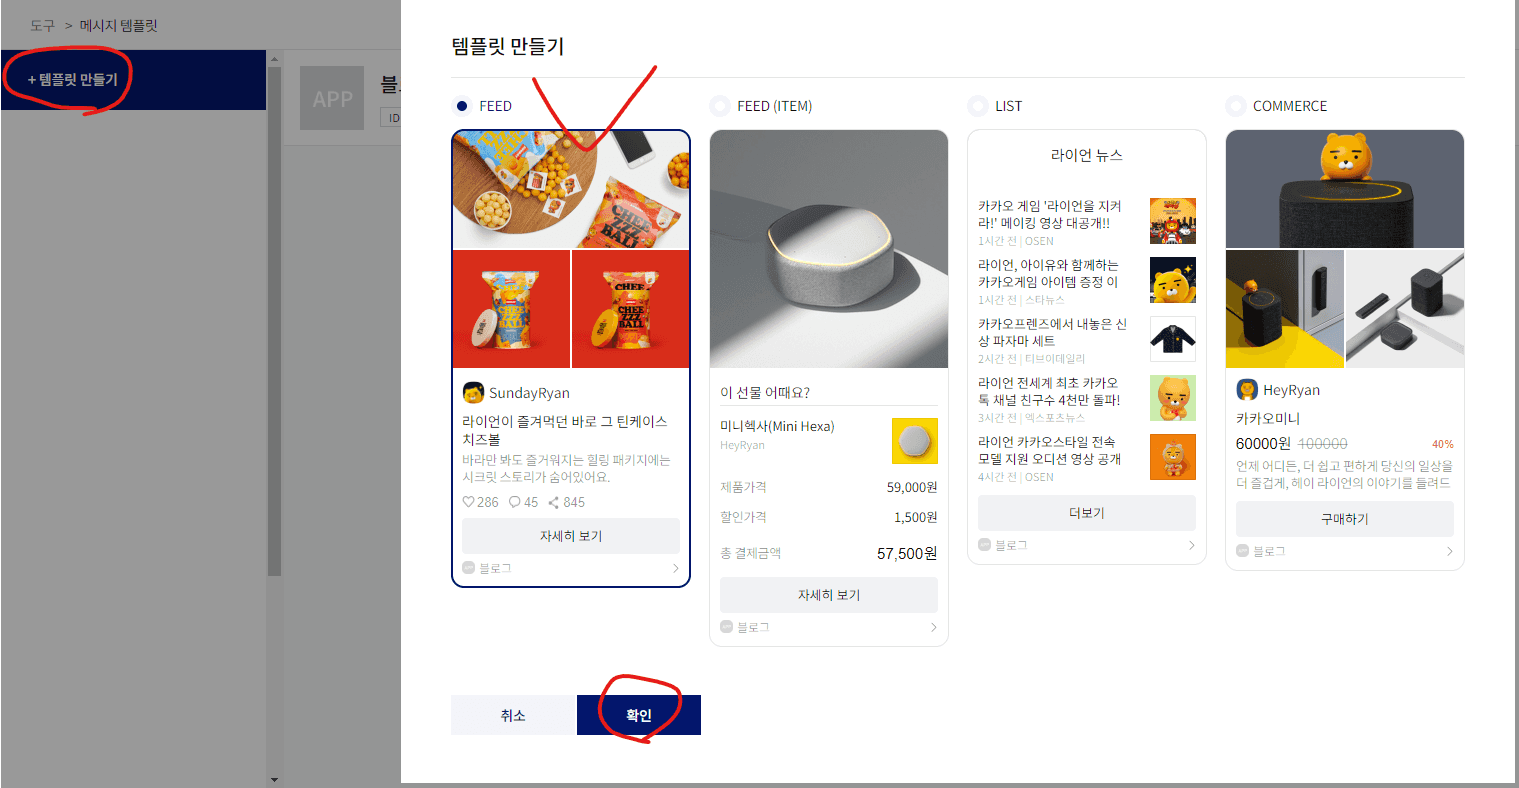 도구 > 메시지 템플릿
+ 템플릿 만들기
APP
블
ID
템플릿 만들기
FEED
CHEE
ZZZ
BALL
CHEE
ZZZ
BALL
SundayRyan
라이언이 즐겨먹던 바로 그 틴케이스
치즈볼
바라만 봐도 즐거워지는 힐링 패키지에는
시크릿 스토리가 숨어있어요.
286 45 845
자세히 보기
블로그
FEED (ITEM)
이 선물 어때요?
미니헥사(Mini Hexa)
HeyRyan
제품가격 59,000원
할인가격 1,500원
총 결제금액 57,500원
자세히 보기
블로그
LIST
라이언 뉴스
카카오 게임 '라이언을 지켜
라!' 메이킹 영상 대공개!!
1시간 전 | OSEN
라이언, 아이유와 함께하는
카카오게임 아이템 증정 이
1시간 전 | 스타뉴스
카카오프렌즈에서 내놓은 신
상 파자마 세트
2시간 전 | 티브이데일리
라이언 전세계 최초 카카오
톡 채널 친구수 4천만 돌파!
3시간 전 | 엑스포츠뉴스
라이언 카카오스타일 전속
모델 지원 오디션 영상 공개
4시간 전 | OSEN
더보기
블로그
COMMERCE
HeyRyan
카카오미니
60000원 100000 40%
언제 어디든, 더 쉽고 편하게 당신의 일상을
더 즐겁게, 헤이 라이언의 이야기를 들려드
구매하기
블로그
취소
확인